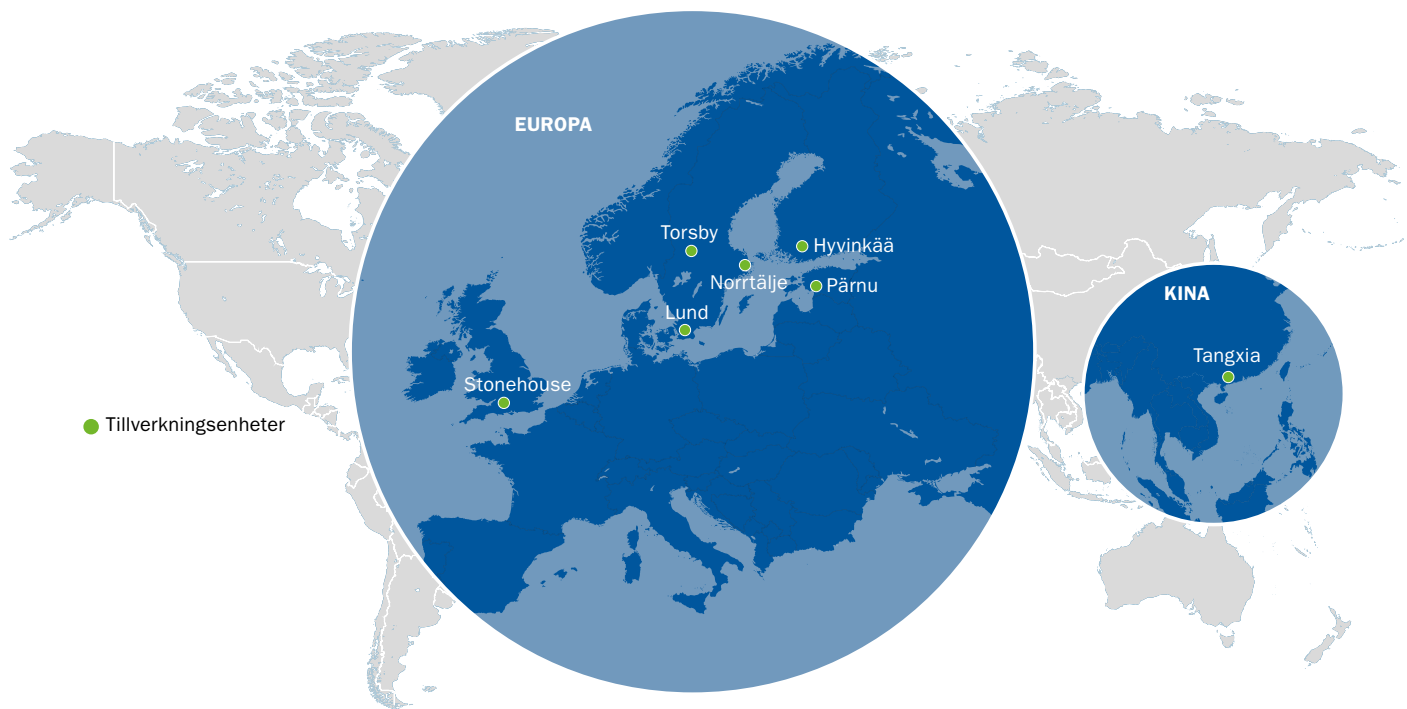 EUROPA
Torsby
Hyvinkää
Norrtälje
Pärnu
Lund
Stonehouse
KINA
Tangxia
Tillverkningsenheter